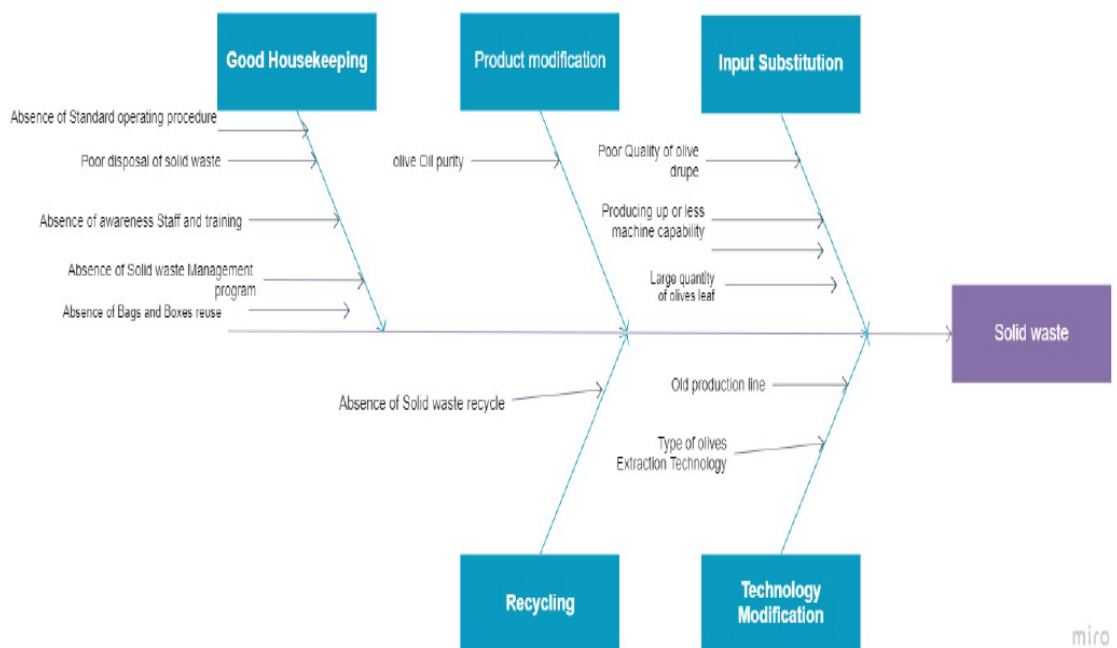 Good Housekeeping
Product modification
Input Substitution
Absence of Standard operating procedure
Poor disposal of solid waste
Absence of awareness Staff and training
Absence of Solid waste Management
program
Absence of Bags and Boxes reuse
olive Oil purity
Poor Quality of olive
drupe
Producing up or less
machine capability
Large quantity
of olives leaf
Solid waste
Absence of Solid waste recycle
Old production line
Type of olives
Extraction Technology
Recycling
Technology
Modification
miro